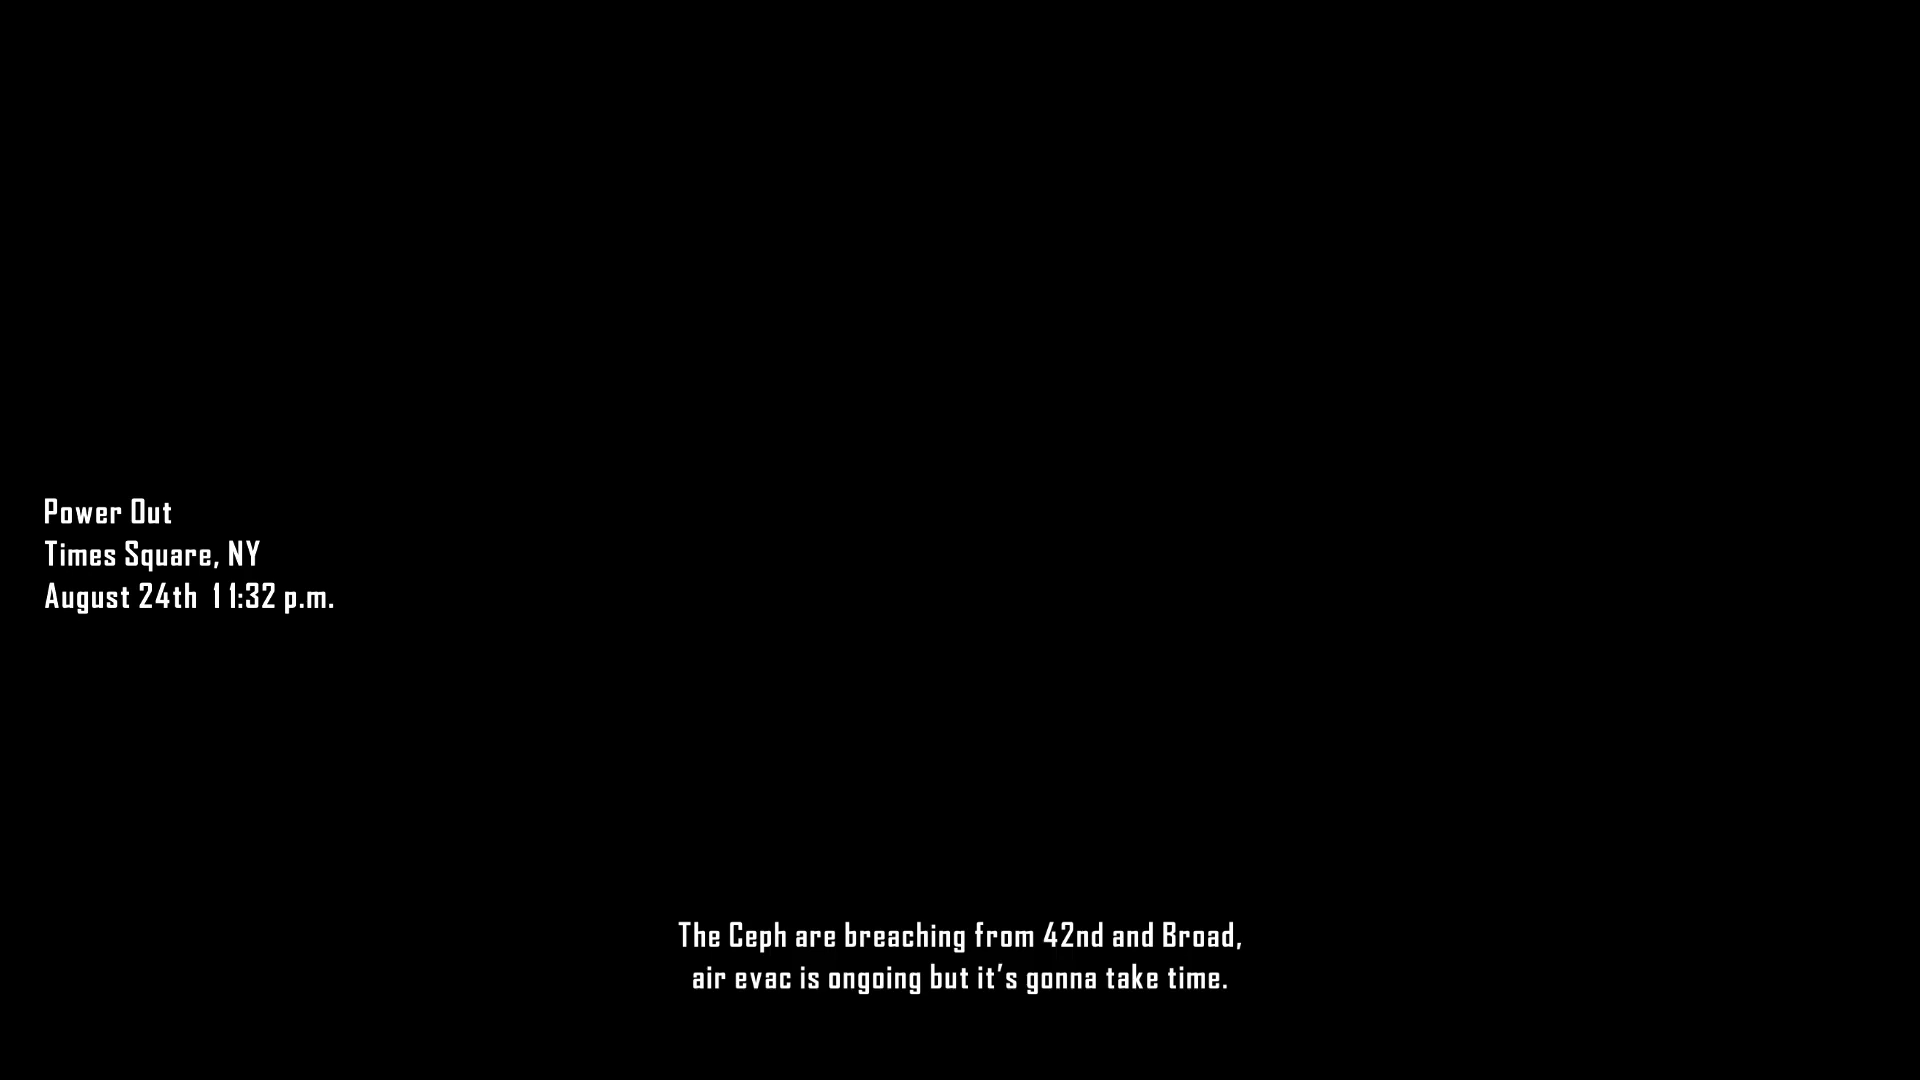 Power Out
Times Square, NY
August 24th 11:32 p.m.
The Ceph are breaching from 42nd and Broad,
air evac is ongoing but it’s gonna take time.